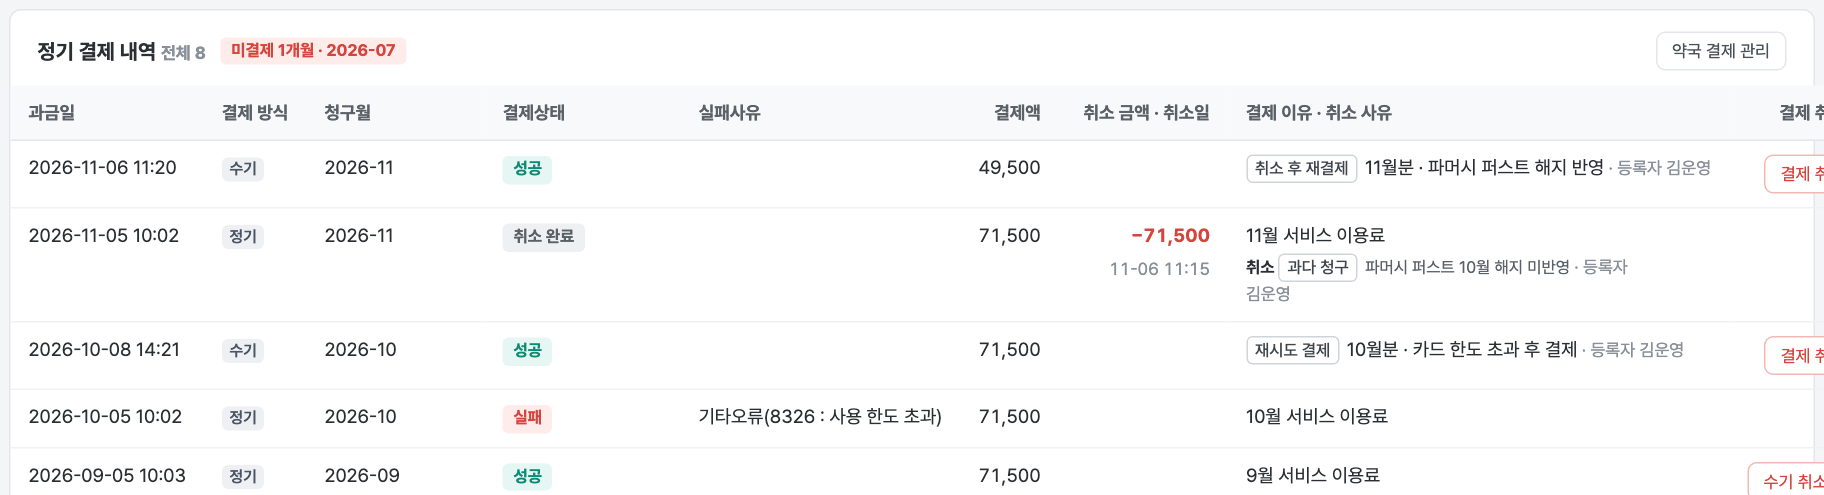 정기 결제 내역 전체 8 미결제 1개월 · 2026-07 약국 결제 관리
과금일 결제 방식 청구월 결제상태 실패사유 결제액 취소 금액 · 취소일 결제 이유 · 취소 사유 결제
2026-11-06 11:20 수기 2026-11 성공 49,500 취소 후 재결제 11월분 · 파머시 퍼스트 해지 반영 · 등록자 김운영 결제
2026-11-05 10:02 정기 2026-11 취소 완료 71,500 −71,500 11월 서비스 이용료
11-06 11:15 취소 과다 청구 파머시 퍼스트 10월 해지 미반영 · 등록자
김운영
2026-10-08 14:21 수기 2026-10 성공 71,500 재시도 결제 10월분 · 카드 한도 초과 후 결제 · 등록자 김운영 결제
2026-10-05 10:02 정기 2026-10 실패 기타오류(8326 : 사용 한도 초과) 71,500 10월 서비스 이용료
2026-09-05 10:03 정기 2026-09 성공 71,500 9월 서비스 이용료 수기 취소